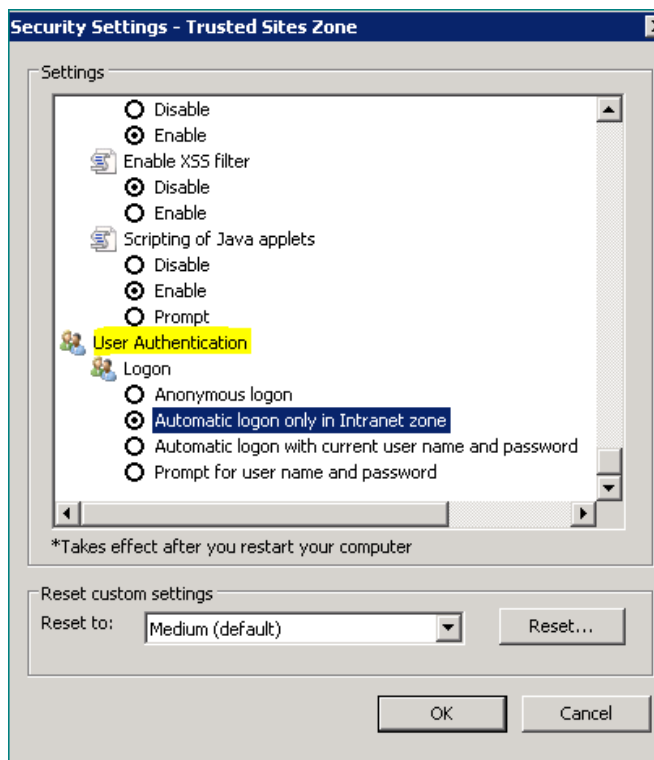 Security Settings - Trusted Sites Zone
Settings
Disable
Enable
Enable XSS filter
Disable
Enable
Scripting of Java applets
Disable
Enable
Prompt
User Authentication
Logon
Anonymous logon
Automatic logon only in Intranet zone
Automatic logon with current user name and password
Prompt for user name and password
*Takes effect after you restart your computer
Reset custom settings
Reset to:
Medium (default)
Reset...
OK
Cancel